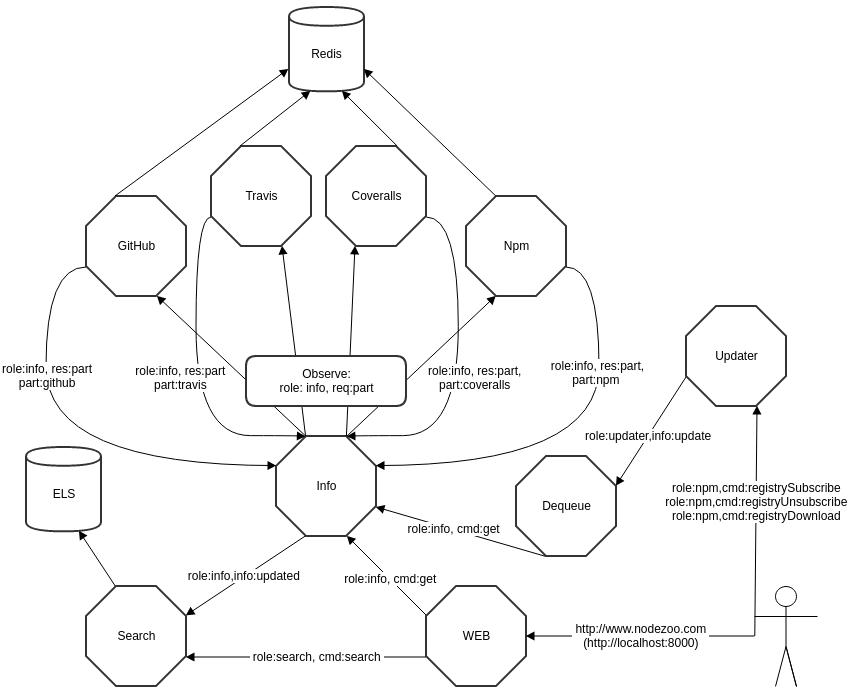 Redis
Travis
Coveralls
GitHub
Npm
role:info, res:part
part:github
role:info, res:part
part:travis
Observe:
role: info, req:part
role:info, res:part,
part:coveralls
role:info, res:part,
part:npm
Updater
role:updater,info:update
ELS
Info
Dequeue
role:npm,cmd:registrySubscribe
role:npm,cmd:registryUnsubscribe
role:npm,cmd:registryDownload
role:info, cmd:get
role:info,info:updated
role:info, cmd:get
Search
WEB
http://www.nodezoo.com
(http://localhost:8000)
role:search, cmd:search